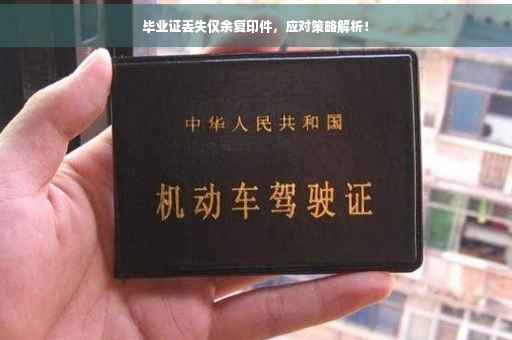 毕业证丢失仅余复印件，应对策略解析！
中华人民共和国
机动车驾驶证